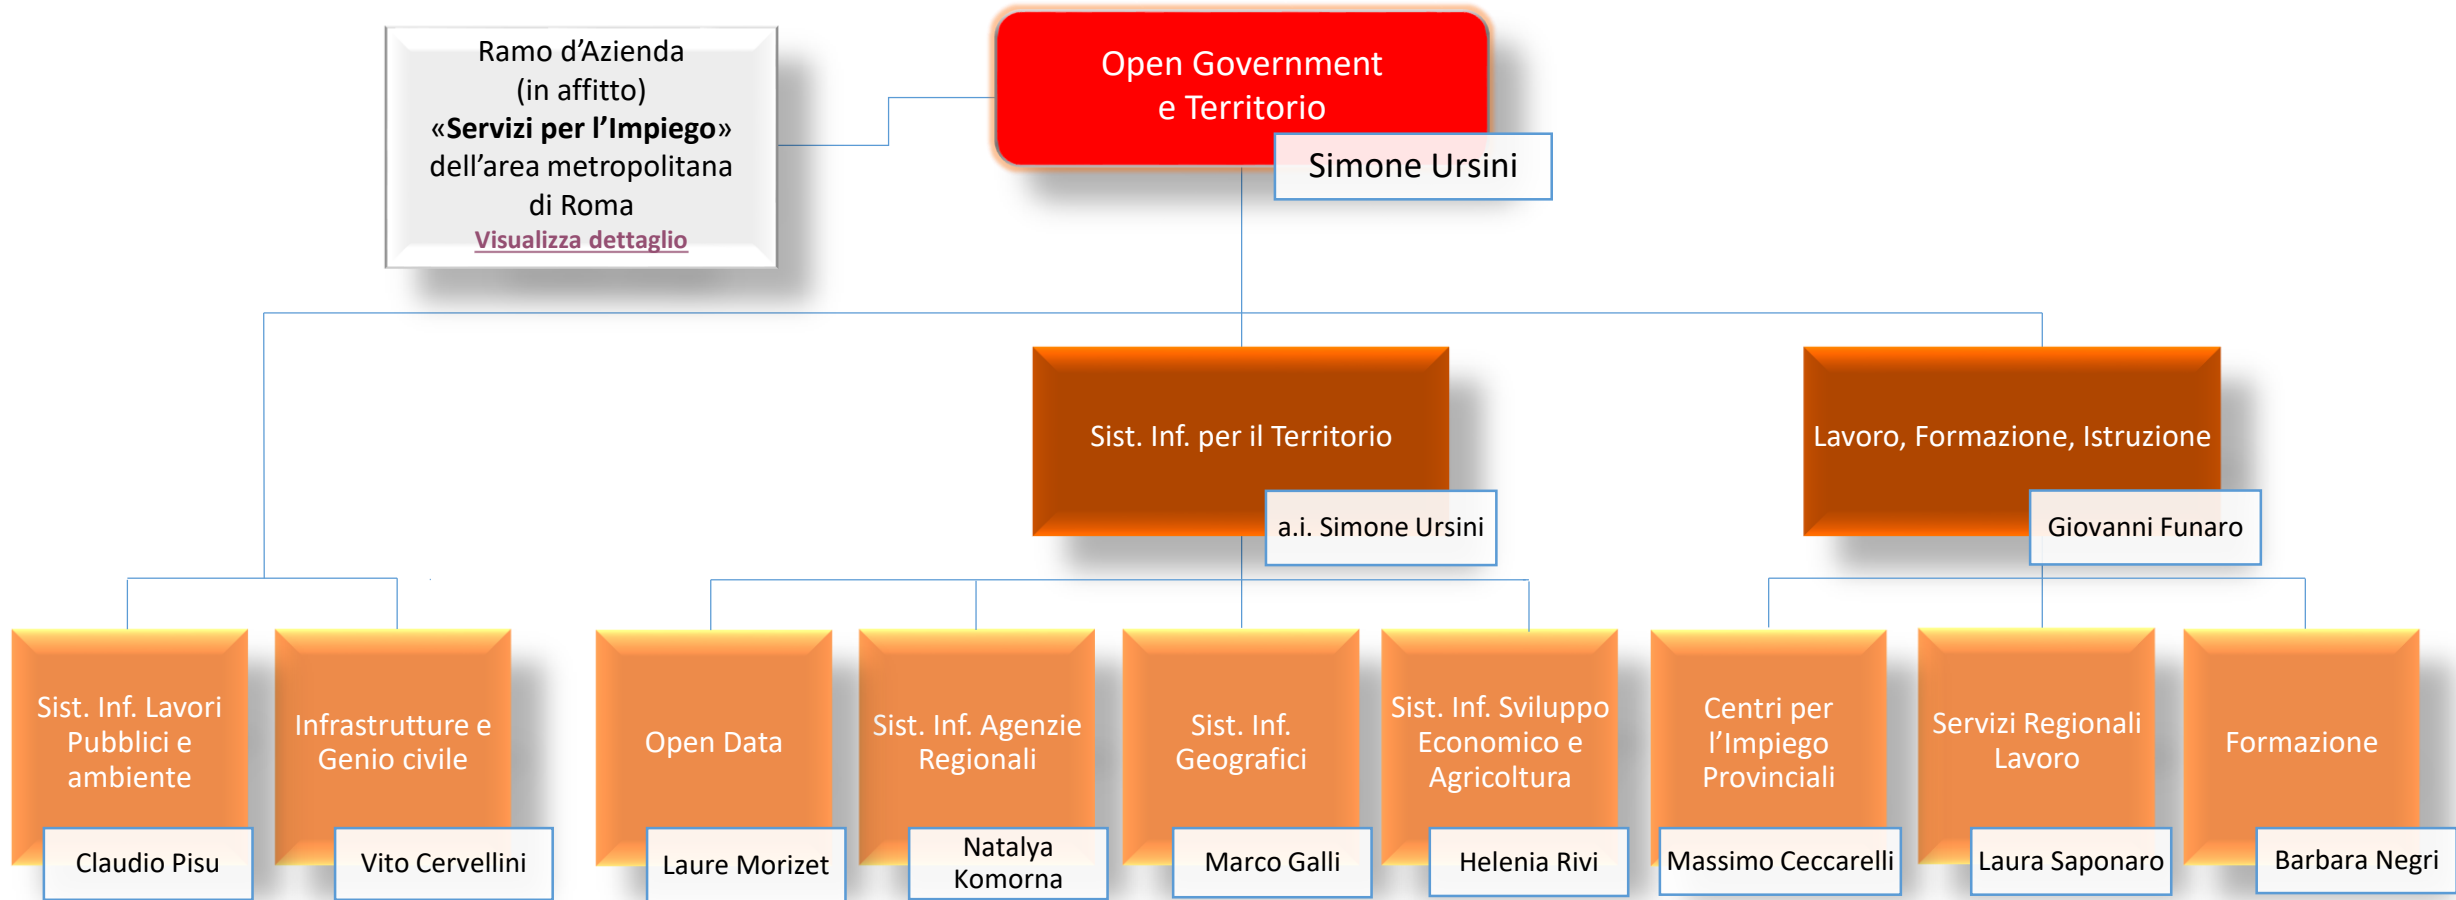 Ramo d’Azienda
(in affitto)
«Servizi per l’Impiego»
dell’area metropolitana
di Roma
Visualizza dettaglio
Open Government
e Territorio
Simone Ursini
Sist. Inf. per il Territorio
a.i. Simone Ursini
Lavoro, Formazione, Istruzione
Giovanni Funaro
Sist. Inf. Lavori
Pubblici e
ambiente
Claudio Pisu
Infrastrutture e
Genio civile
Vito Cervellini
Open Data
Laure Morizet
Sist. Inf. Agenzie
Regionali
Natalya
Komorna
Sist. Inf.
Geografici
Marco Galli
Sist. Inf. Sviluppo
Economico e
Agricoltura
Helenia Rivi
Centri per
l’Impiego
Provinciali
Massimo Ceccarelli
Servizi Regionali
Lavoro
Laura Saponaro
Formazione
Barbara Negri